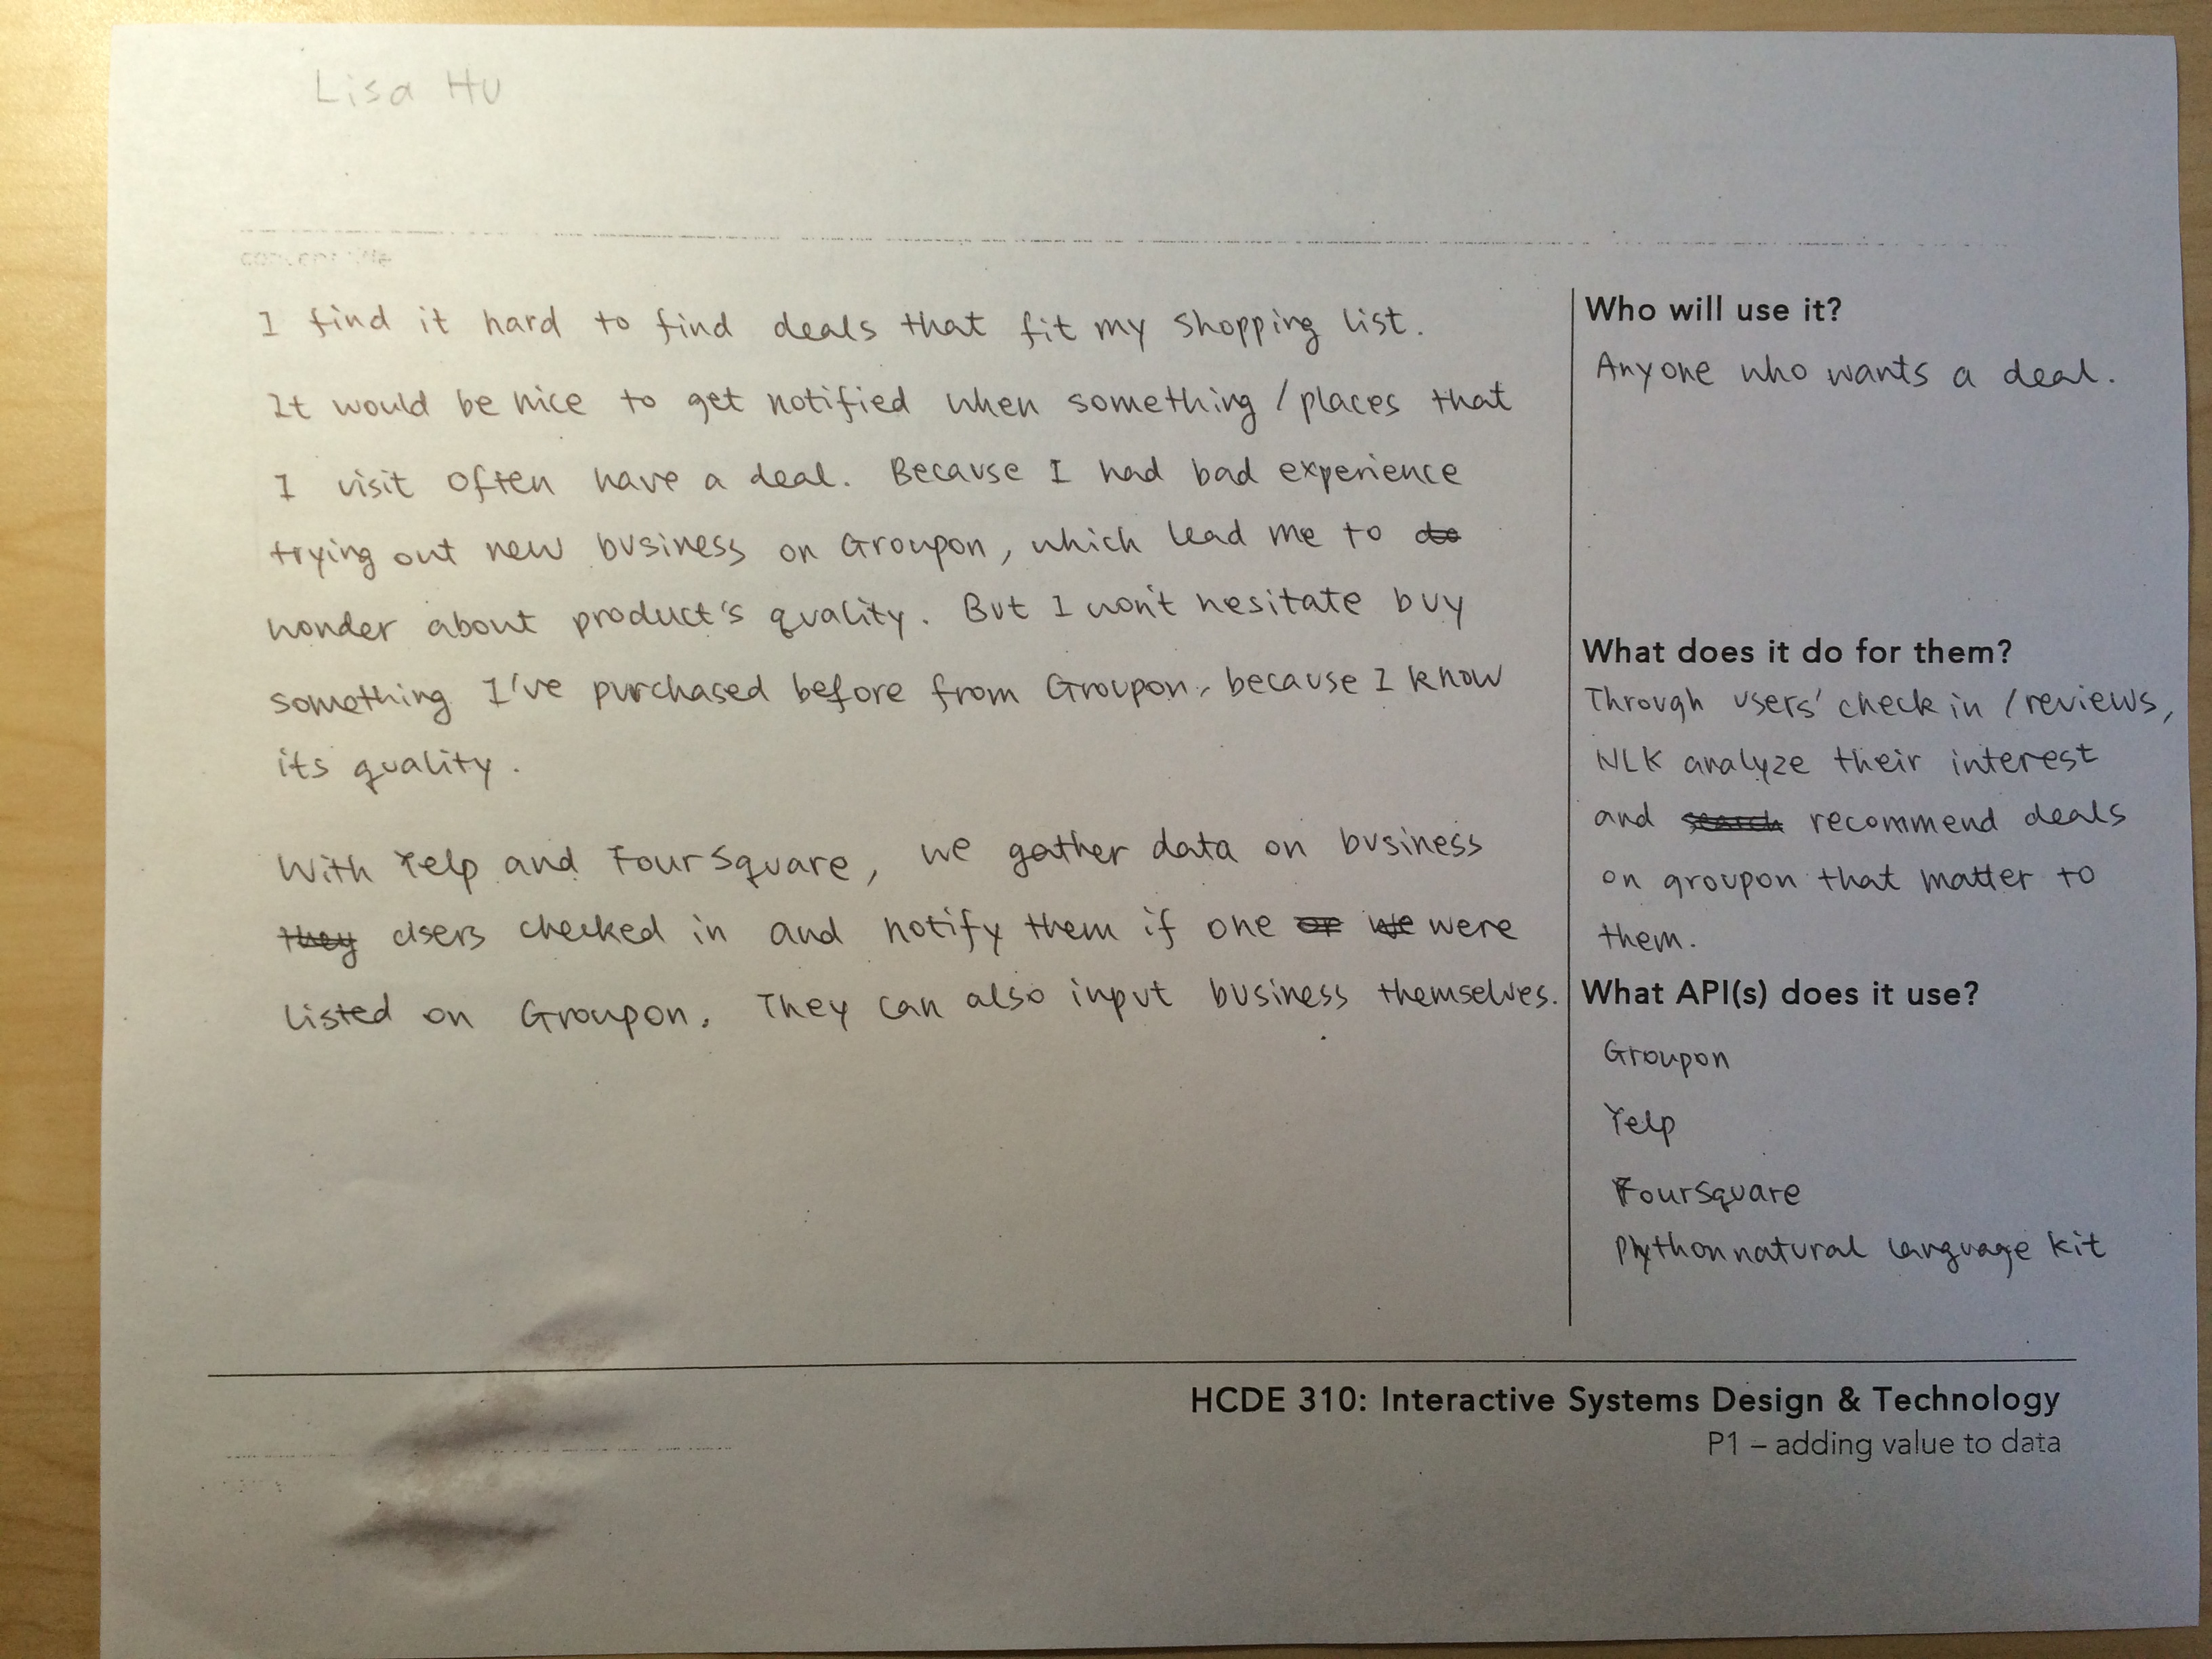 Lisa Hu
I find it hard to find deals that fit my shopping list.
It would be nice to get notified when something / places that
I visit often have a deal. Because I had bad experience
trying out new business on Groupon, which lead me to do
wonder about product's quality. But I won't hesitate buy
something I've purchased before from Groupon, because I know
its quality.
With Yelp and FourSquare, we gather data on business
they users checked in and notify them if one or we were
listed on Groupon. They can also input business themselves.
Who will use it?
Anyone who wants a deal.
What does it do for them?
Through users' check in / reviews,
NLK analyze their interest
and search recommend deals
on groupon that matter to
them.
What API(s) does it use?
Groupon
Yelp
FourSquare
Python natural language kit
HCDE 310: Interactive Systems Design & Technology
P1 – adding value to data